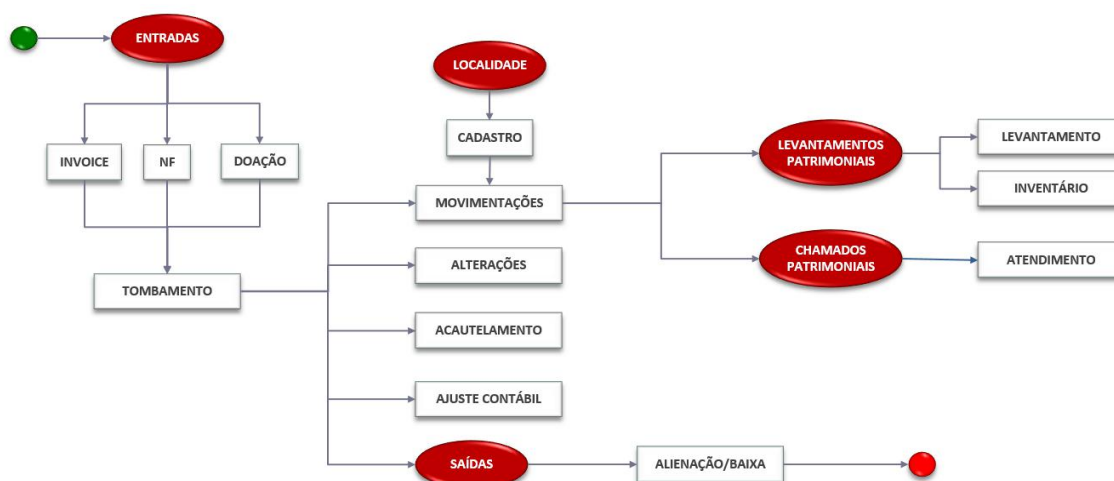 ENTRADAS
LOCALIDADE
CADASTRO
LEVANTAMENTOS
PATRIMONIAIS
LEVANTAMENTO
INVOICE
NF
DOAÇÃO
INVENTÁRIO
MOVIMENTAÇÕES
CHAMADOS
PATRIMONIAIS
ATENDIMENTO
ALTERAÇÕES
TOMBAMENTO
ACAUTELAMENTO
AJUSTE CONTÁBIL
SAÍDAS
ALIENAÇÃO/BAIXA